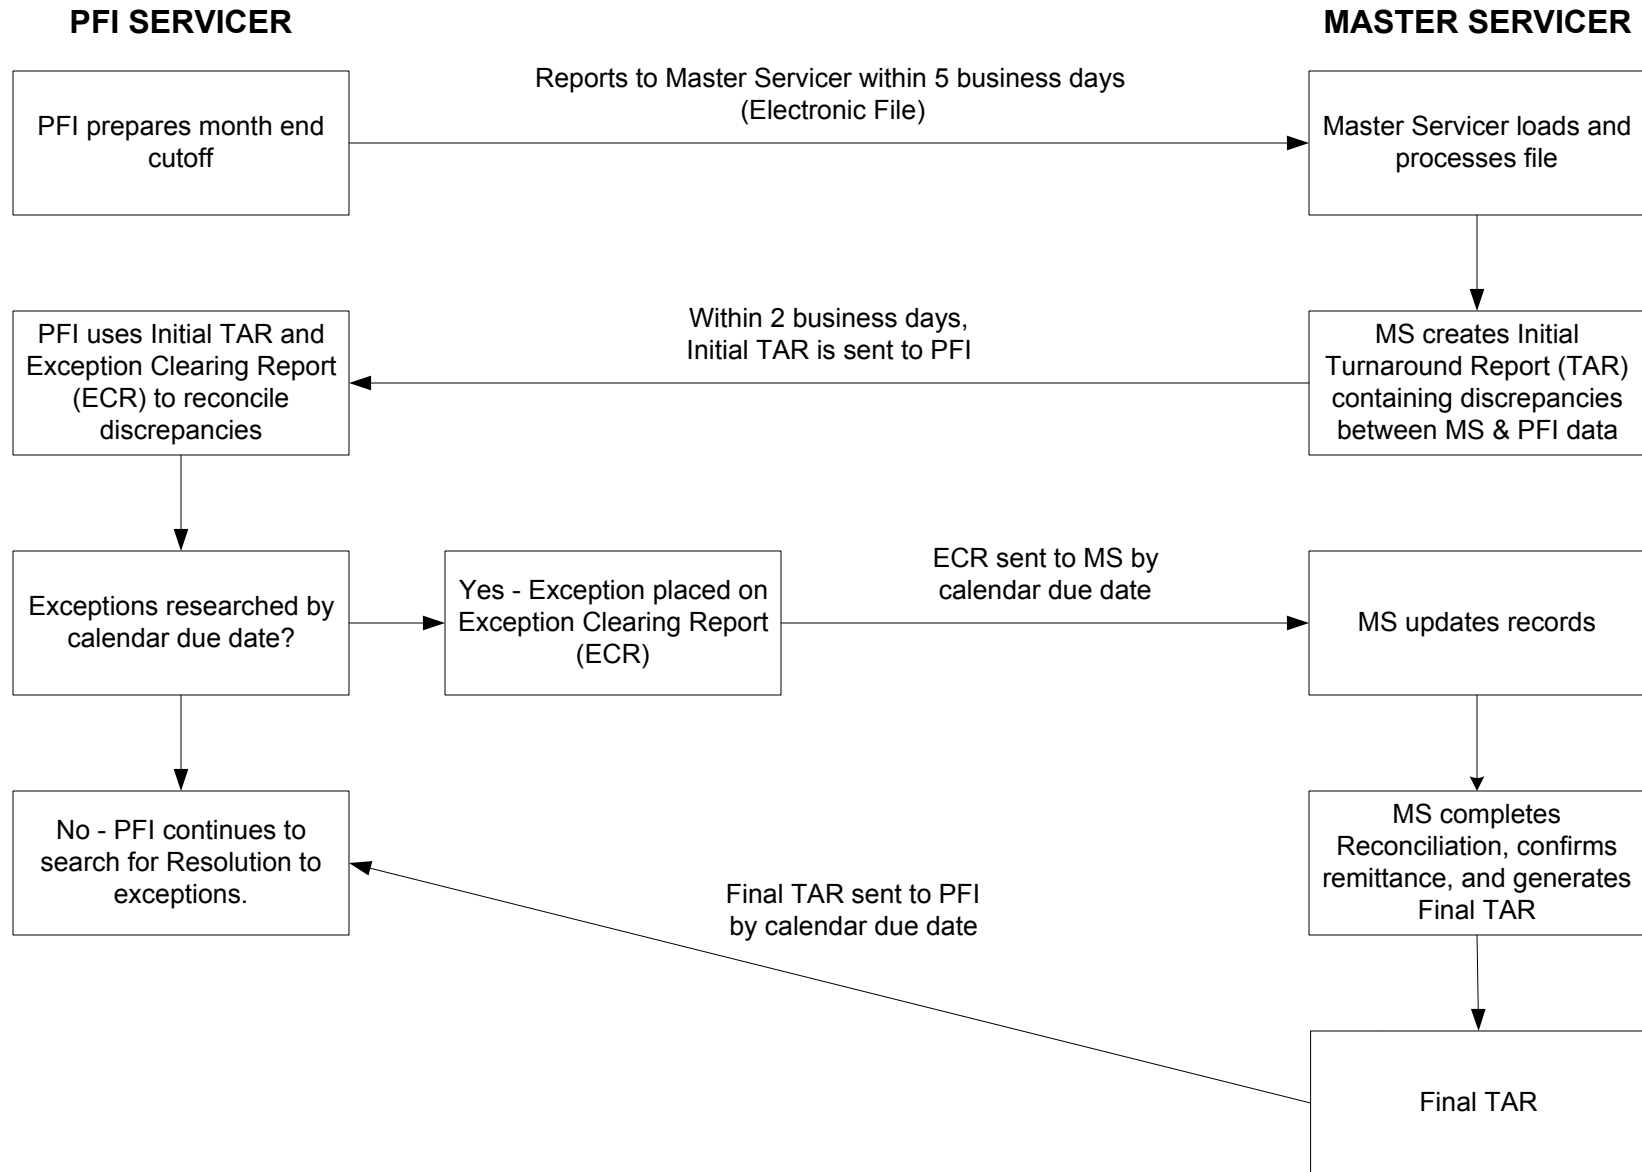 PFI SERVICER
MASTER SERVICER
Reports to Master Servicer within 5 business days
(Electronic File)
PFI prepares month end
cutoff
Master Servicer loads and
processes file
PFI uses Initial TAR and
Exception Clearing Report
(ECR) to reconcile
discrepancies
Within 2 business days,
Initial TAR is sent to PFI
MS creates Initial
Turnaround Report (TAR)
containing discrepancies
between MS & PFI data
Exceptions researched by
calendar due date?
Yes - Exception placed on
Exception Clearing Report
(ECR)
ECR sent to MS by
calendar due date
MS updates records
No - PFI continues to
search for Resolution to
exceptions.
Final TAR sent to PFI
by calendar due date
MS completes
Reconciliation, confirms
remittance, and generates
Final TAR
Final TAR